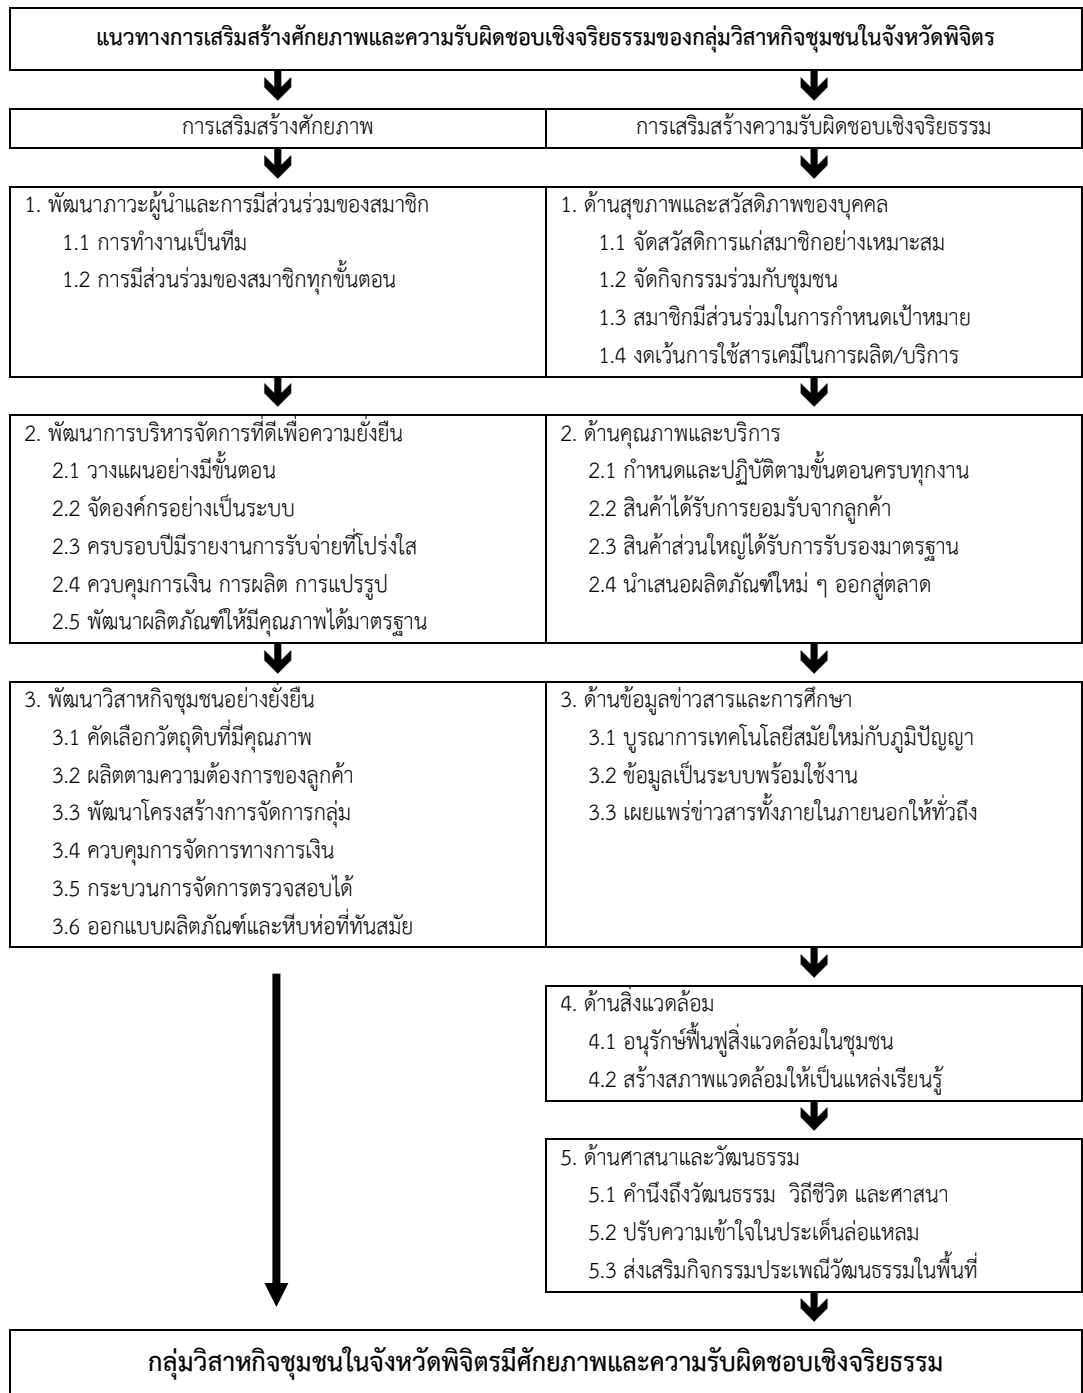 แนวทางการเสริมสร้างศักยภาพและความรับผิดชอบเชิงจริยธรรมของกลุ่มวิสาหกิจชุมชนในจังหวัดพิจิตร
การเสริมสร้างศักยภาพ
การเสริมสร้างความรับผิดชอบเชิงจริยธรรม
1. พัฒนาภาวะผู้นำและการมีส่วนร่วมของสมาชิก
1.1 การทำงานเป็นทีม
1.2 การมีส่วนร่วมของสมาชิกทุกขั้นตอน
1. ด้านสุขภาพและสวัสดิภาพของบุคคล
1.1 จัดสวัสดิการแก่สมาชิกอย่างเหมาะสม
1.2 จัดกิจกรรมร่วมกับชุมชน
1.3 สมาชิกมีส่วนร่วมในการกำหนดเป้าหมาย
1.4 งดเว้นการใช้สารเคมีในการผลิต/บริการ
2. พัฒนาการบริหารจัดการที่ดีเพื่อความยั่งยืน
2.1 วางแผนอย่างมีขั้นตอน
2.2 จัดองค์กรอย่างเป็นระบบ
2.3 ครบรอบปีมีรายงานการรับจ่ายที่โปร่งใส
2.4 ควบคุมการเงิน การผลิต การแปรรูป
2.5 พัฒนาผลิตภัณฑ์ให้มีคุณภาพได้มาตรฐาน
2. ด้านคุณภาพและบริการ
2.1 กำหนดและปฏิบัติตามขั้นตอนครบทุกงาน
2.2 สินค้าได้รับการยอมรับจากลูกค้า
2.3 สินค้าส่วนใหญ่ได้รับการรับรองมาตรฐาน
2.4 นำเสนอผลิตภัณฑ์ใหม่ ๆ ออกสู่ตลาด
3. พัฒนาวิสาหกิจชุมชนอย่างยั่งยืน
3.1 คัดเลือกวัตถุดิบที่มีคุณภาพ
3.2 ผลิตตามความต้องการของลูกค้า
3.3 พัฒนาโครงสร้างการจัดการกลุ่ม
3.4 ควบคุมการจัดการทางการเงิน
3.5 กระบวนการจัดการตรวจสอบได้
3.6 ออกแบบผลิตภัณฑ์และหีบห่อที่ทันสมัย
3. ด้านข้อมูลข่าวสารและการศึกษา
3.1 บูรณาการเทคโนโลยีสมัยใหม่กับภูมิปัญญา
3.2 ข้อมูลเป็นระบบพร้อมใช้งาน
3.3 เผยแพร่ข่าวสารทั้งภายในภายนอกให้ทั่วถึง
4. ด้านสิ่งแวดล้อม
4.1 อนุรักษ์ฟื้นฟูสิ่งแวดล้อมในชุมชน
4.2 สร้างสภาพแวดล้อมให้เป็นแหล่งเรียนรู้
5. ด้านศาสนาและวัฒนธรรม
5.1 คำนึงถึงวัฒนธรรม วิถีชีวิต และศาสนา
5.2 ปรับความเข้าใจในประเด็นล่อแหลม
5.3 ส่งเสริมกิจกรรมประเพณีวัฒนธรรมในพื้นที่
กลุ่มวิสาหกิจชุมชนในจังหวัดพิจิตรมีศักยภาพและความรับผิดชอบเชิงจริยธรรม